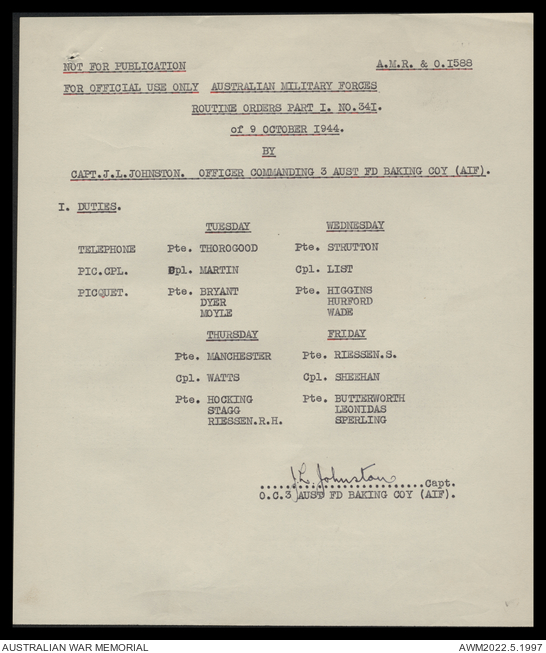 NOT FOR PUBLICATION A.M.R. & O.I588
FOR OFFICIAL USE ONLY AUSTRALIAN MILITARY FORCES
ROUTINE ORDERS PART I. NO.34I.
of 9 OCTOBER I944.
BY
CAPT.J.L.JOHNSTON. OFFICER COMMANDING 3 AUST FD BAKING COY (AIF).
I. DUTIES.
TUESDAY WEDNESDAY
TELEPHONE Pte. THOROGOOD Pte. STRUTTON
PIC.CPL. Cpl. MARTIN Cpl. LIST
PICQUET. Pte. BRYANT Pte. HIGGINS
DYER HURFORD
MOYLE WADE
THURSDAY FRIDAY
Pte. MANCHESTER Pte. RIESSEN.S.
Cpl. WATTS Cpl. SHEEHAN
Pte. HOCKING Pte. BUTTERWORTH
STAGG LEONIDAS
RIESSEN.R.H. SPERLING
J.L. Johnston
..............................Capt.
O.C.3 AUST FD BAKING COY (AIF).
AUSTRALIAN WAR MEMORIAL AWM2022.5.1997